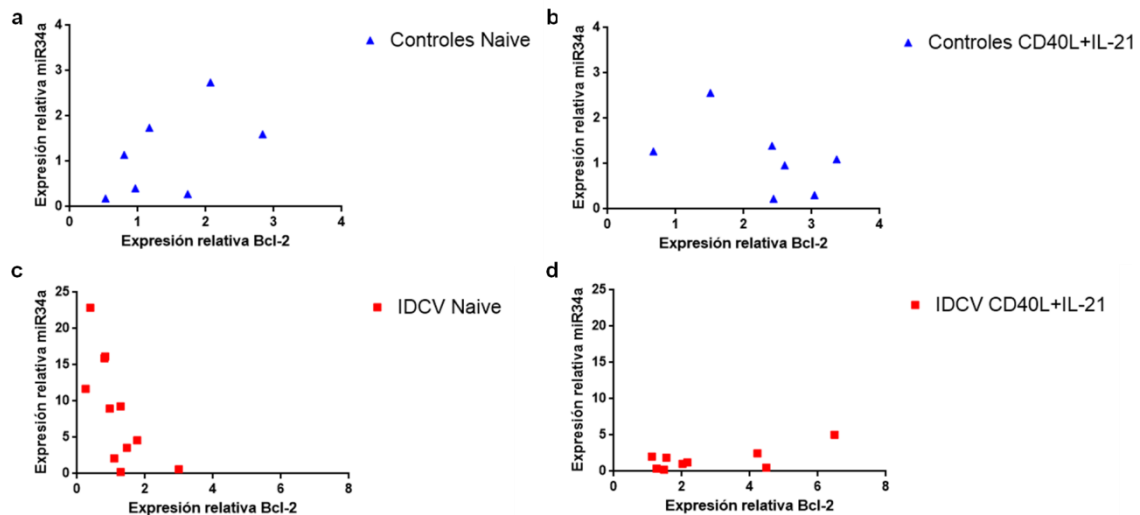 a
Expresión relativa miR34a
4
3
2
1
0
0 1 2 3 4
Expresión relativa Bcl-2
Controles Naive
b
Expresión relativa miR34a
4
3
2
1
0
0 1 2 3 4
Expresión relativa Bcl-2
Controles CD40L+IL-21
c
Expresión relativa miR34a
25
20
15
10
5
0
0 2 4 6 8
Expresión relativa Bcl-2
IDCV Naive
d
Expresión relativa miR34a
25
20
15
10
5
0
0 2 4 6 8
Expresión relativa Bcl-2
IDCV CD40L+IL-21